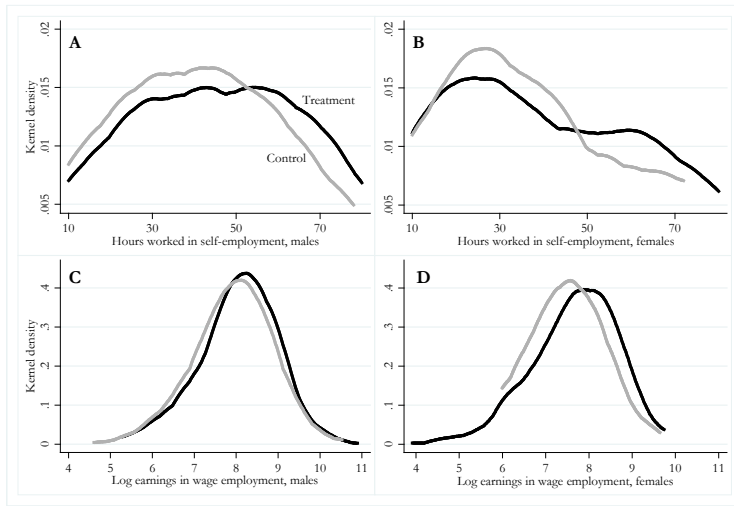 A
B
.02
.015
.01
.005
Kernel density
Treatment
Control
10 30 50 70
Hours worked in self-employment, males
.02
.015
.01
.005
10 30 50 70
Hours worked in self-employment, females
C
D
.4
.3
.2
.1
0
Kernel density
4 5 6 7 8 9 10 11
Log earnings in wage employment, males
.4
.3
.2
.1
0
4 5 6 7 8 9 10 11
Log earnings in wage employment, females